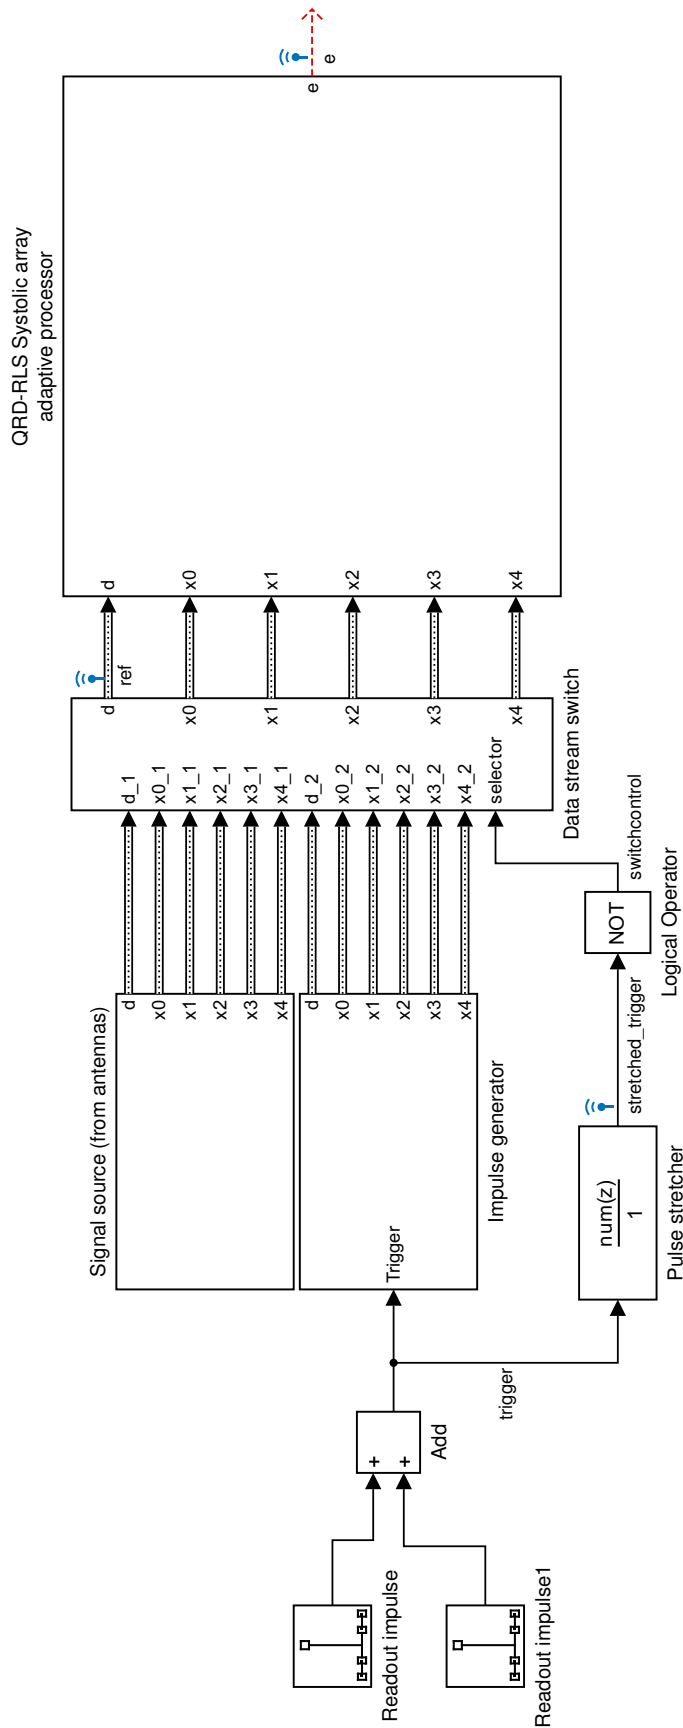 Readout impulse
Readout impulse1
+
+
Add
trigger
Signal source (from antennas)
d
x0
x1
x2
x3
x4
Trigger
d
x0
x1
x2
x3
x4
Impulse generator
num(z)
1
Pulse stretcher
stretched_trigger
NOT
Logical Operator
switchcontrol
d_1
x0_1
x1_1
x2_1
x3_1
x4_1
d_2
x0_2
x1_2
x2_2
x3_2
x4_2
selector
d
x0
x1
x2
x3
x4
Data stream switch
ref
QRD-RLS Systolic array
adaptive processor
d
x0
x1
x2
x3
x4
e
e